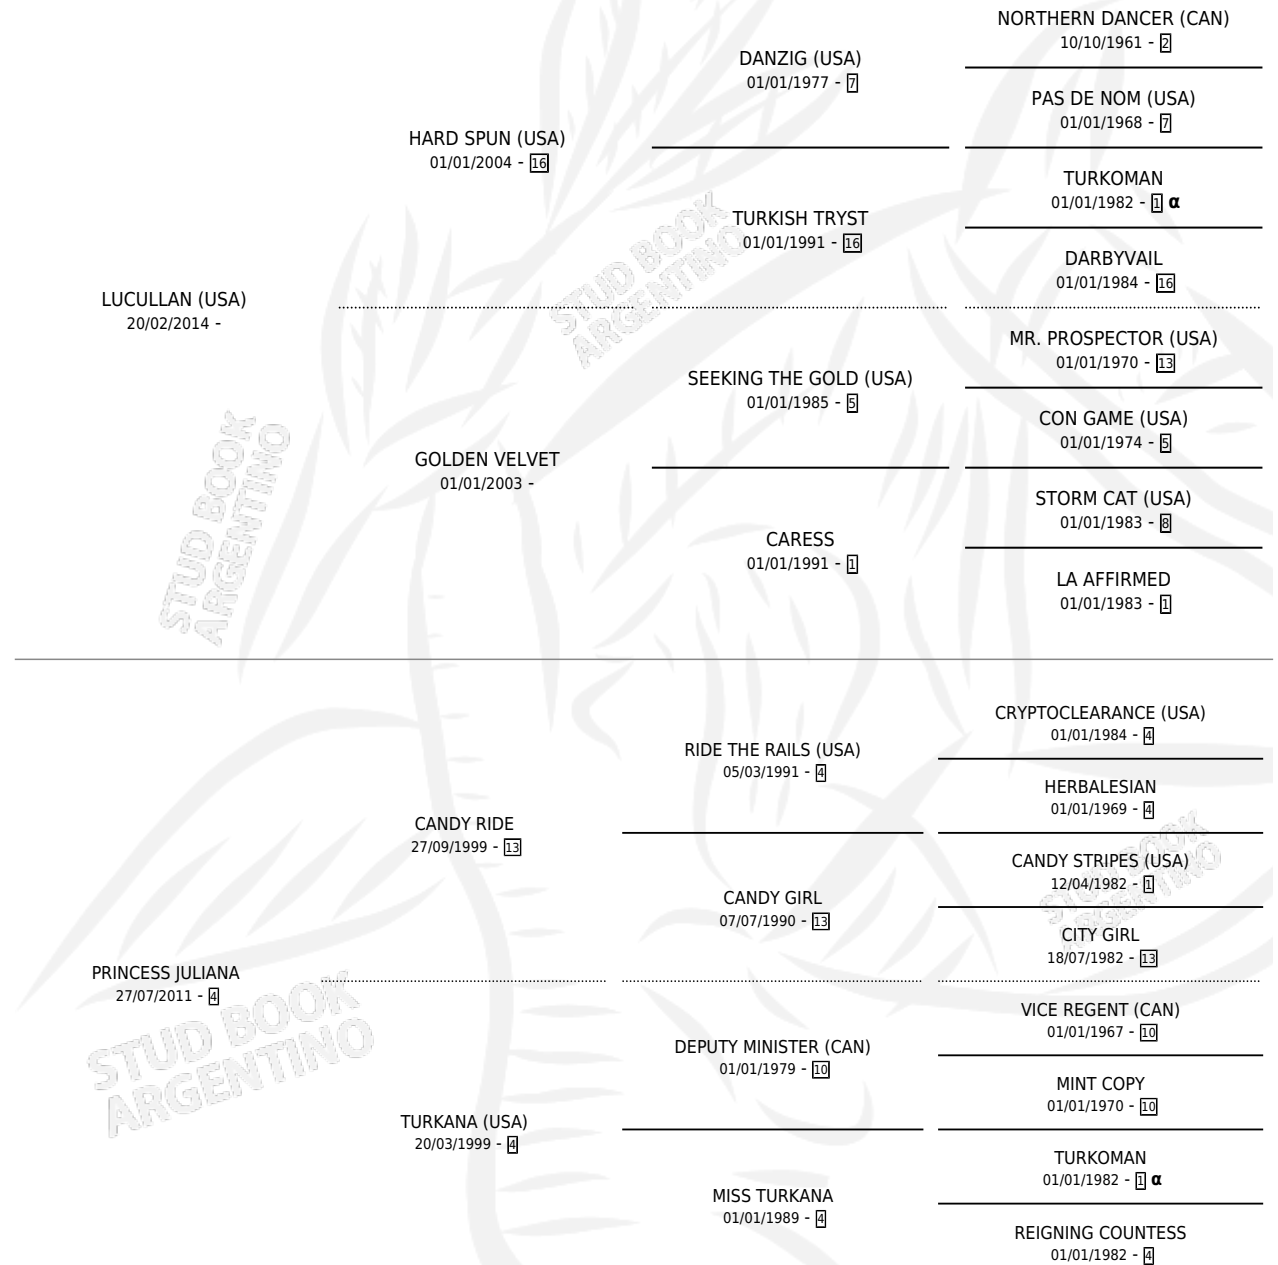 NORTHERN DANCER (CAN)
10/10/1961 - 2
DANZIG (USA)
01/01/1977 - 7
PAS DE NOM (USA)
01/01/1968 - 7
HARD SPUN (USA)
01/01/2004 - 16
TURKOMAN
01/01/1982 - 1 α
TURKISH TRYST
01/01/1991 - 16
DARBYVAIL
01/01/1984 - 16
LUCULLAN (USA)
20/02/2014 -
MR. PROSPECTOR (USA)
01/01/1970 - 13
SEEKING THE GOLD (USA)
01/01/1985 - 5
CON GAME (USA)
01/01/1974 - 5
GOLDEN VELVET
01/01/2003 -
STORM CAT (USA)
01/01/1983 - 8
CARESS
01/01/1991 - 1
LA AFFIRMED
01/01/1983 - 1
CRYPTOCLEARANCE (USA)
01/01/1984 - 4
RIDE THE RAILS (USA)
05/03/1991 - 4
HERBALESIAN
01/01/1969 - 4
CANDY RIDE
27/09/1999 - 13
CANDY STRIPES (USA)
12/04/1982 - 1
CANDY GIRL
07/07/1990 - 13
CITY GIRL
18/07/1982 - 13
PRINCESS JULIANA
27/07/2011 - 4
VICE REGENT (CAN)
01/01/1967 - 10
DEPUTY MINISTER (CAN)
01/01/1979 - 10
MINT COPY
01/01/1970 - 10
TURKANA (USA)
20/03/1999 - 4
TURKOMAN
01/01/1982 - 1 α
MISS TURKANA
01/01/1989 - 4
REIGNING COUNTESS
01/01/1982 - 4
STUD BOOK
ARGENTINO
STUD BOOK
ARGENTINO
STUD BOOK
ARGENTINO
STUD BOOK
ARGENTINO